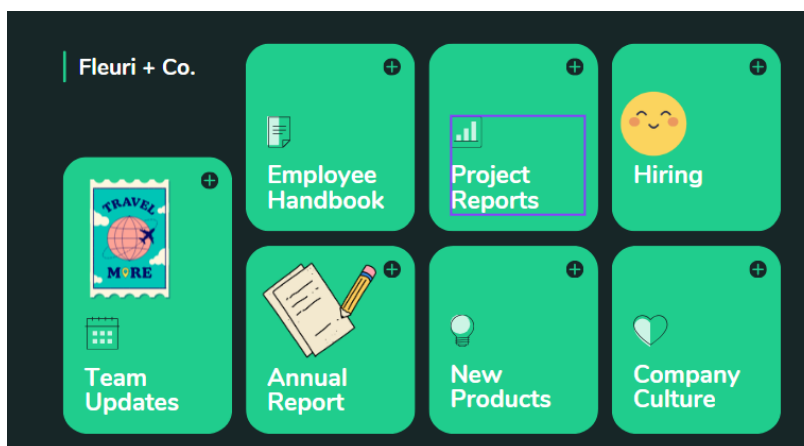 Fleuri + Co.
Employee
Handbook
Project
Reports
Hiring
TRAVEL
MORE
Team
Updates
Annual
Report
New
Products
Company
Culture